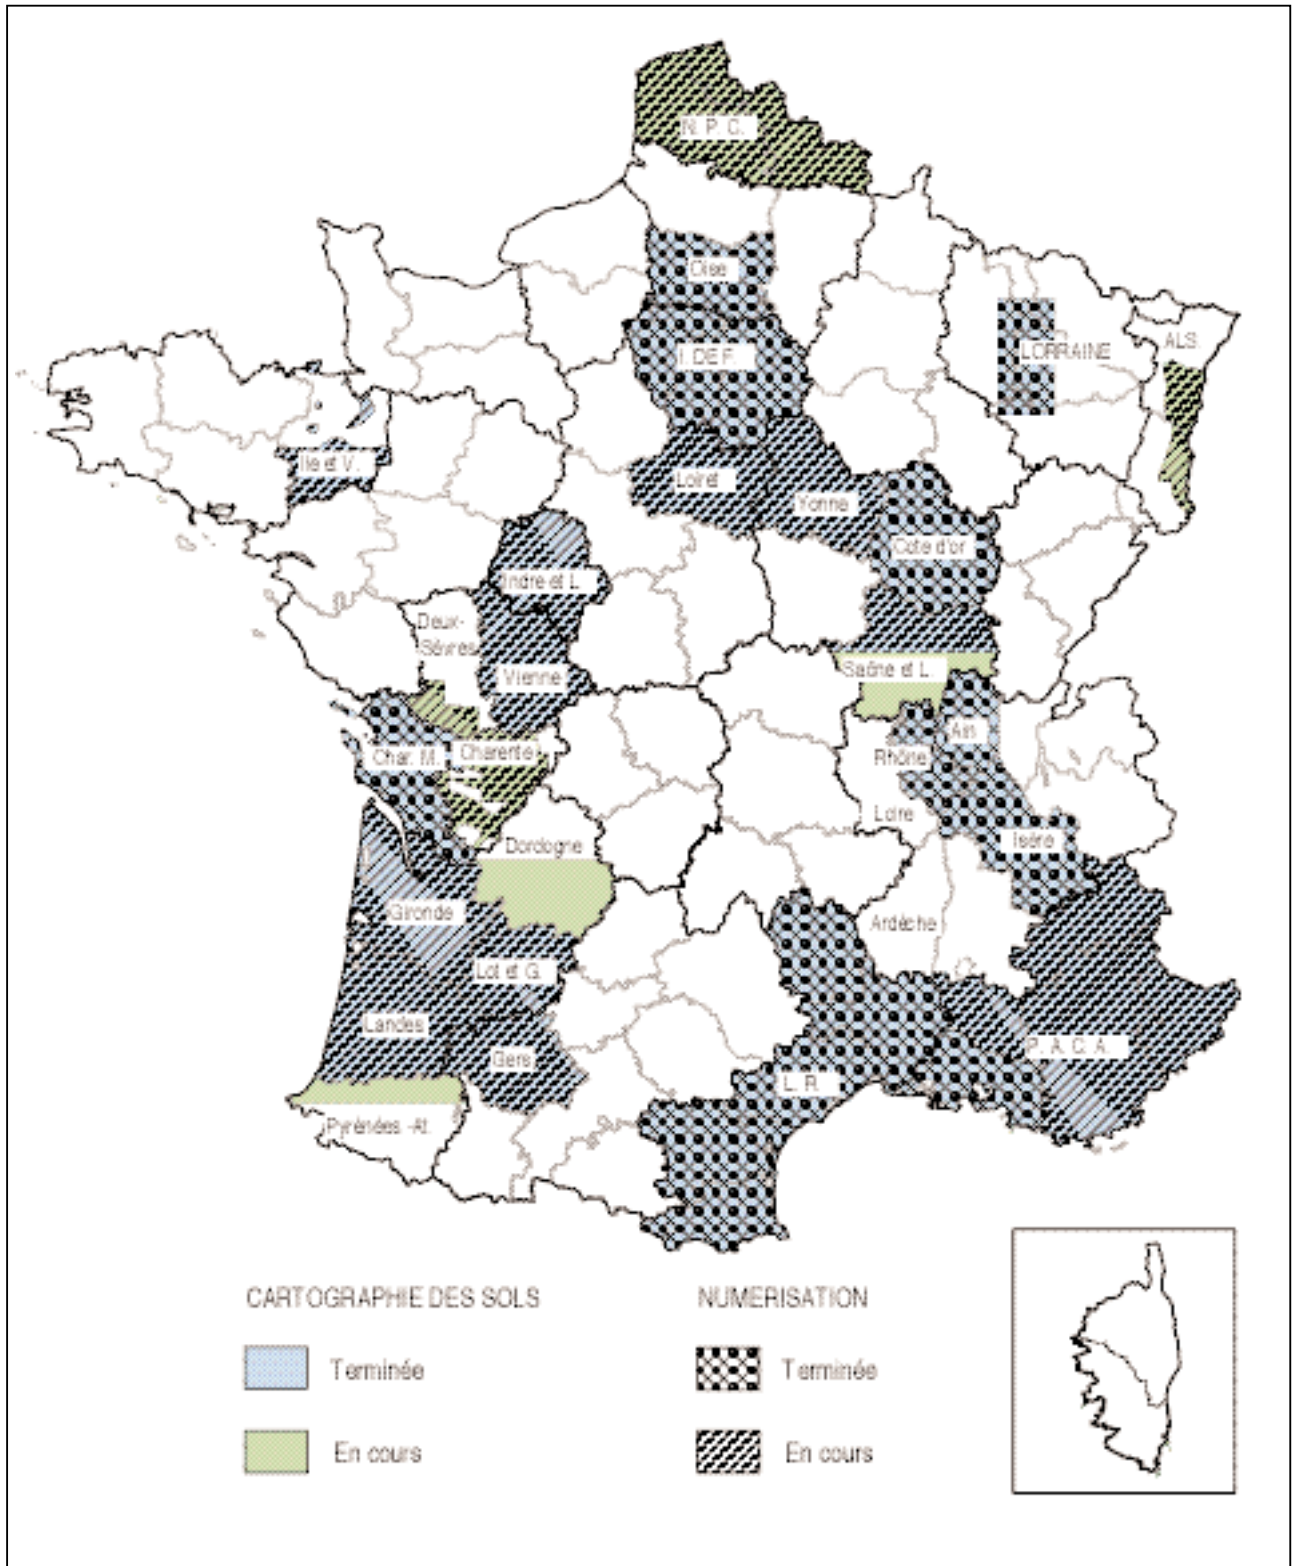 N. P. C.
Oise
I. DE F.
LORRAINE
ALS.
Ile et V.
Loiret
Yonne
Cote d'or
Indre et L.
Deux-
Sèvres
Vienne
Saône et L.
Char. M.
Charente
Ain
Rhône
Loire
Isère
Dordogne
Gironde
Ardèche
Lot et G.
Landes
Gers
P. A. C. A.
L. R.
Pyrénées -At.
CARTOGRAPHIE DES SOLS
NUMERISATION
Terminée
Terminée
En cours
En cours